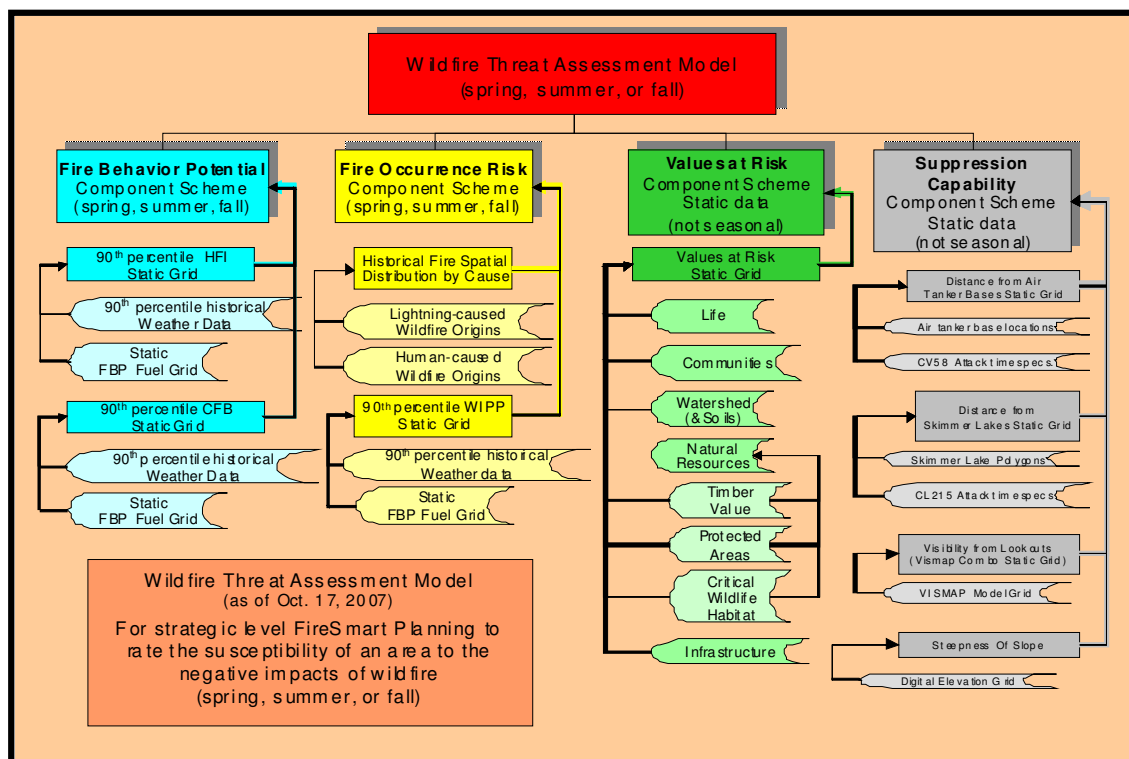 Wildfire Threat Assessment Model
(spring, summer, or fall)
Fire Behavior Potential
Component Scheme
(spring, summer, fall)
90th percentile HFI
Static Grid
90th percentile historical
Weather Data
Static
FBP Fuel Grid
90th percentile CFB
Static Grid
90th percentile historical
Weather Data
Static
FBP Fuel Grid
Fire Occurrence Risk
Component Scheme
(spring, summer, fall)
Historical Fire Spatial
Distribution by Cause
Lightning-caused
Wildfire Origins
Human-caused
Wildfire Origins
90th percentile WIPP
Static Grid
90th percentile historical
Weather data
Static
FBP Fuel Grid
Values at Risk
Component Scheme
Static data
(not seasonal)
Values at Risk
Static Grid
Life
Communities
Watershed
(& Soils)
Natural
Resources
Timber
Value
Protected
Areas
Critical
Wildlife
Habitat
Infrastructure
Suppression
Capability
Component Scheme
Static data
(not seasonal)
Distance from Air
Tanker Bases Static Grid
Air tanker base locations
CV58 Attack time specs.
Distance from
Skimmer Lakes Static Grid
Skimmer Lake Polygons
CL215 Attack time specs
Visibility from Lookouts
(Vismap Combo Static Grid)
VISMAP Model Grid
Steepness Of Slope
Digital Elevation Grid
Wildfire Threat Assessment Model
(as of Oct. 17, 2007)
For strategic level FireSmart Planning to
rate the susceptibility of an area to the
negative impacts of wildfire
(spring, summer, or fall)